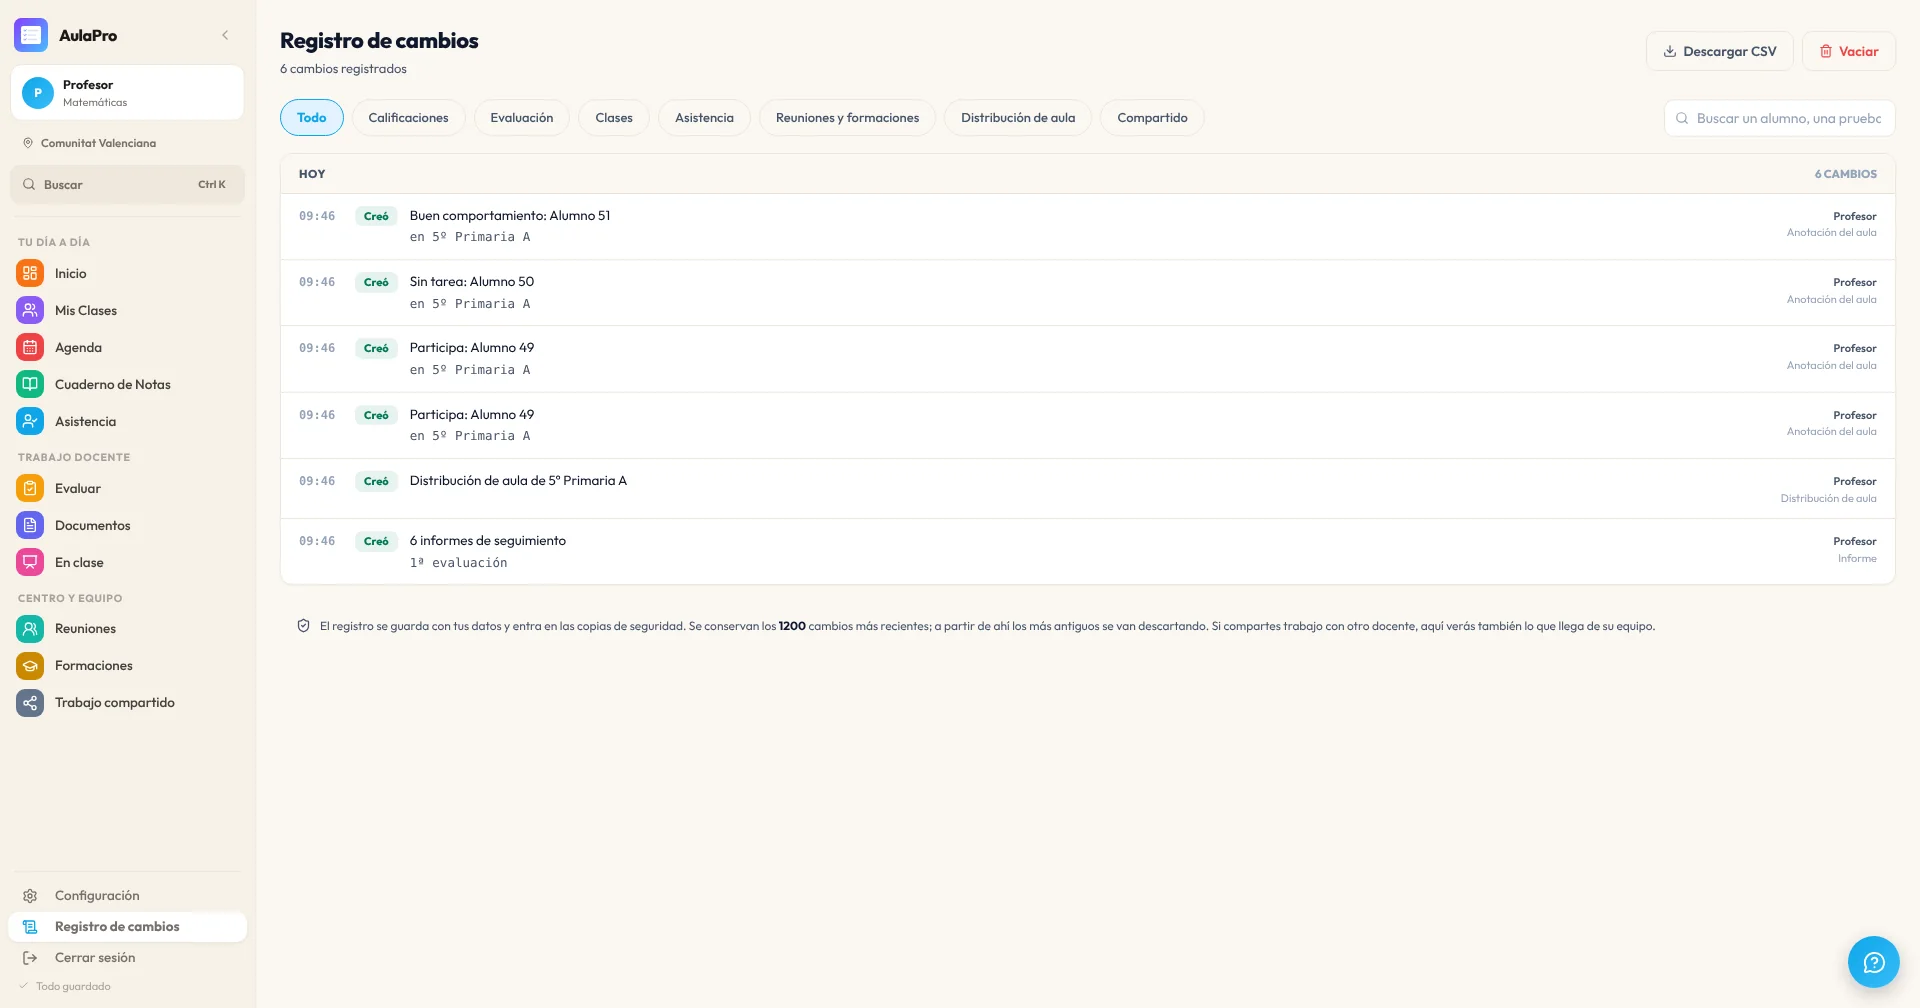 AulaPro
P
Profesor
Matemáticas
Comunitat Valenciana
Buscar Ctrl K
TU DÍA A DÍA
Inicio
Mis Clases
Agenda
Cuaderno de Notas
Asistencia
TRABAJO DOCENTE
Evaluar
Documentos
En clase
CENTRO Y EQUIPO
Reuniones
Formaciones
Trabajo compartido
Configuración
Registro de cambios
Cerrar sesión
Todo guardado
Registro de cambios
6 cambios registrados
Descargar CSV
Vaciar
Todo Calificaciones Evaluación Clases Asistencia Reuniones y formaciones Distribución de aula Compartido
Buscar un alumno, una prueba
HOY 6 CAMBIOS
09:46 Creó Buen comportamiento: Alumno 51 Profesor
en 5º Primaria A Anotación del aula
09:46 Creó Sin tarea: Alumno 50 Profesor
en 5º Primaria A Anotación del aula
09:46 Creó Participa: Alumno 49 Profesor
en 5º Primaria A Anotación del aula
09:46 Creó Participa: Alumno 49 Profesor
en 5º Primaria A Anotación del aula
09:46 Creó Distribución de aula de 5º Primaria A Profesor
Distribución de aula
09:46 Creó 6 informes de seguimiento Profesor
1ª evaluación Informe
El registro se guarda con tus datos y entra en las copias de seguridad. Se conservan los 1200 cambios más recientes; a partir de ahí los más antiguos se van descartando. Si compartes trabajo con otro docente, aquí verás también lo que llega de su equipo.